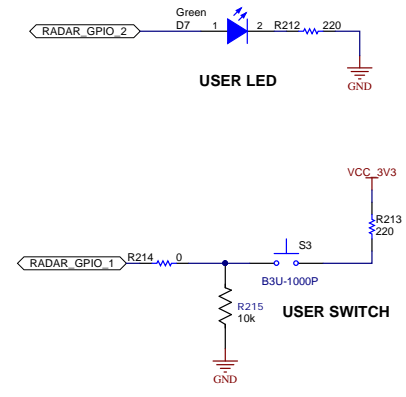 Green
D7
RADAR_GPIO_2
1
2
R212
220
GND
USER LED
VCC_3V3
R213
220
S3
RADAR_GPIO_1
R214
0
B3U-1000P
R215
10k
USER SWITCH
GND